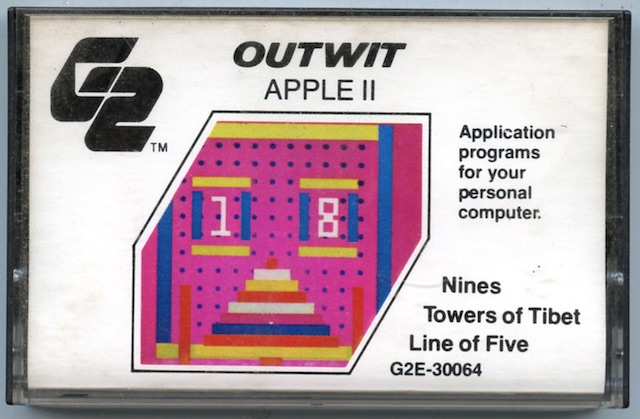 G2
TM
OUTWIT
APPLE II
Application
programs
for your
personal
computer.
1 8
Nines
Towers of Tibet
Line of Five
G2E-30064